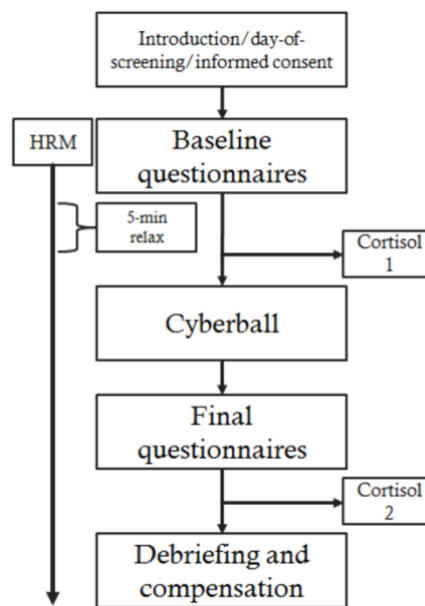 Introduction/day-of-
screening/informed consent
HRM
Baseline
questionnaires
5-min
relax
Cortisol
1
Cyberball
Final
questionnaires
Cortisol
2
Debriefing and
compensation